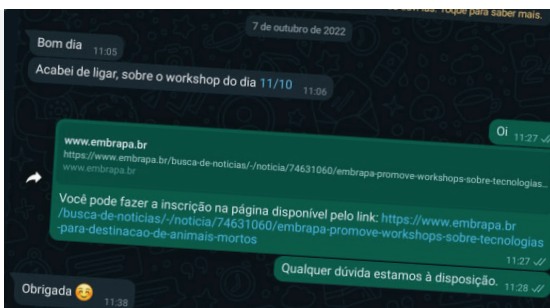 Toque para saber mais.
7 de outubro de 2022
Bom dia 11:05
Acabei de ligar, sobre o workshop do dia 11/10 11:06
Oi 11:27
www.embrapa.br
https://www.embrapa.br/busca-de-noticias/-/noticia/74631060/embrapa-promove-workshops-sobre-tecnologias...
www.embrapa.br
Você pode fazer a inscrição na página disponível pelo link: https://www.embrapa.br
/busca-de-noticias/-/noticia/74631060/embrapa-promove-workshops-sobre-tecnologias
-para-destinacao-de-animais-mortos
11:27
Qualquer dúvida estamos à disposição. 11:28
Obrigada ☺️ 11:38